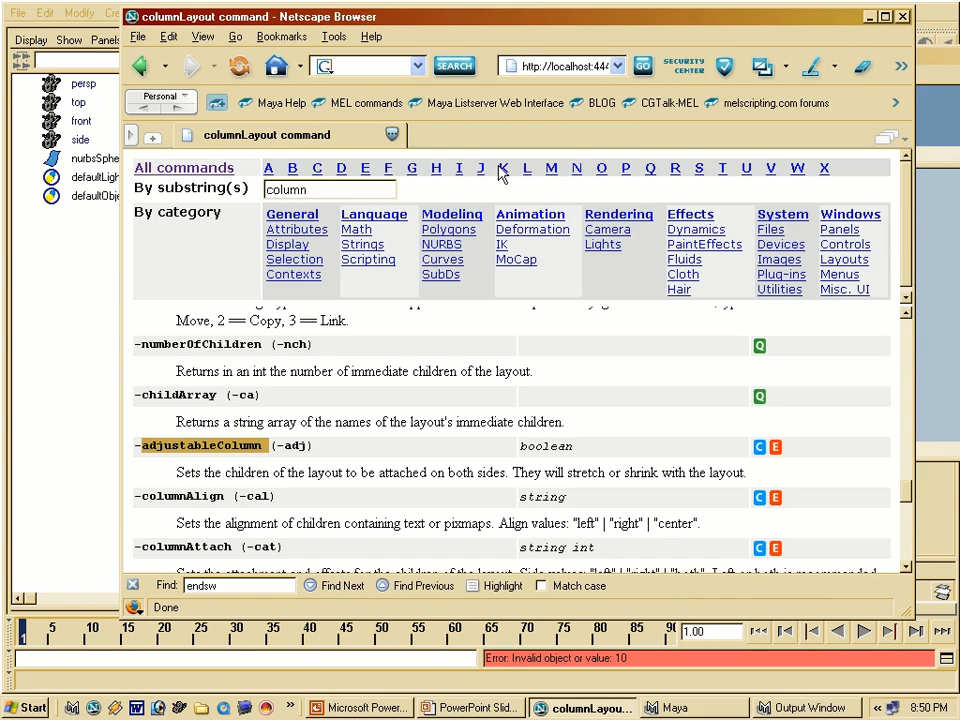 File Edit Modify Cre
Display Show Panels
persp
top
front
side
nurbsSphe
defaultLig
defaultObje
columnLayout command - Netscape Browser
File Edit View Go Bookmarks Tools Help
SEARCH http://localhost:444 GO SECURITY CENTER
Personal Maya Help MEL commands Maya Listserver Web Interface BLOG CGTalk-MEL melscripting.com forums
columnLayout command
All commands A B C D E F G H I J K L M N O P Q R S T U V W X
By substring(s) column
By category General Language Modeling Animation Rendering Effects System Windows
Attributes Math Polygons Deformation Camera Dynamics Files Panels
Display Strings NURBS IK Lights PaintEffects Devices Controls
Selection Scripting Curves MoCap Fluids Images Layouts
Contexts SubDs Cloth Plug-ins Menus
Hair Utilities Misc. UI
Move, 2 == Copy, 3 == Link.
-numberOfChildren (-nch) Q
Returns in an int the number of immediate children of the layout.
-childArray (-ca) Q
Returns a string array of the names of the layout's immediate children.
-adjustableColumn (-adj) boolean C E
Sets the children of the layout to be attached on both sides. They will stretch or shrink with the layout.
-columnAlign (-cal) string C E
Sets the alignment of children containing text or pixmaps. Align values: "left" | "right" | "center".
-columnAttach (-cat) string int C E
Find: endsw Find Next Find Previous Highlight Match case
Done
1 5 10 15 20 25 30 35 40 45 50 55 60 65 70 75 80 85 90 1.00
Error: Invalid object or value: 10
Start Microsoft Power... PowerPoint Slid... columnLayou... Maya Output Window 8:50 PM